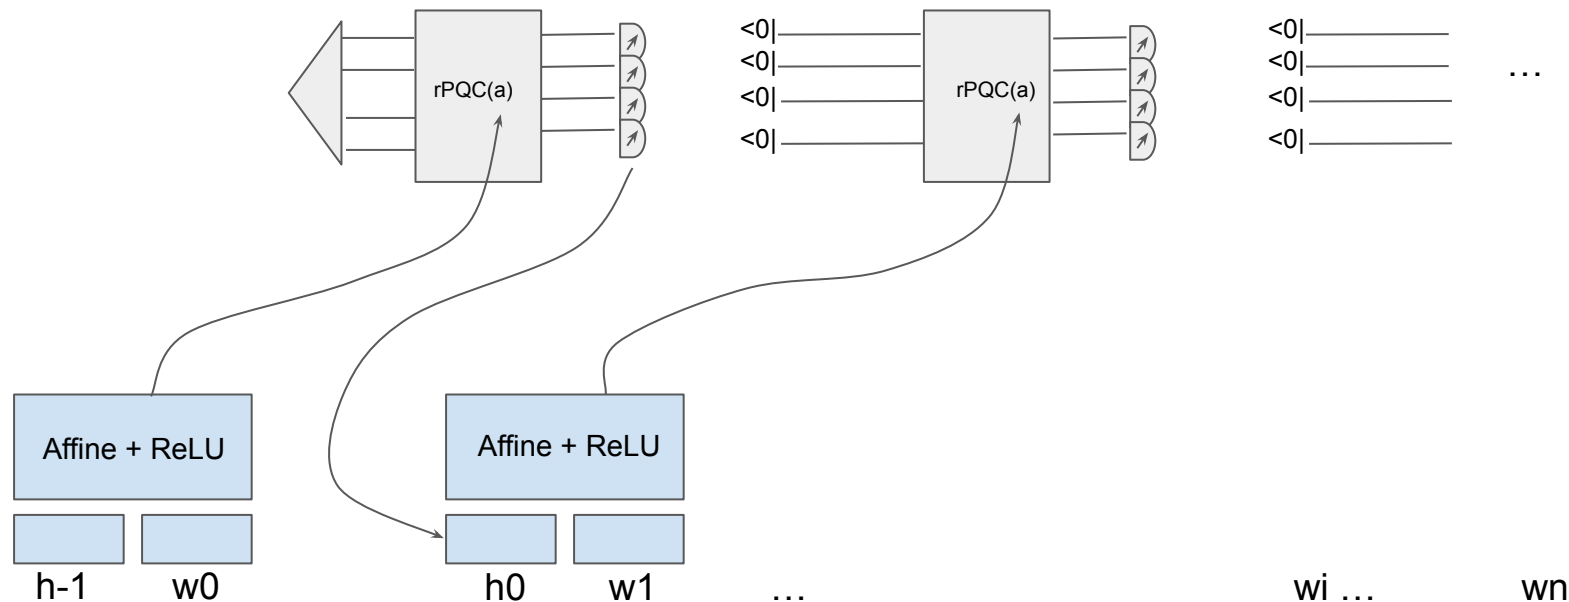 <0|
<0|
<0|
<0|
rPQC(a)
rPQC(a)
<0|
<0|
<0|
<0|
…
Affine + ReLU
Affine + ReLU
h-1 w0 h0 w1 … wi … wn